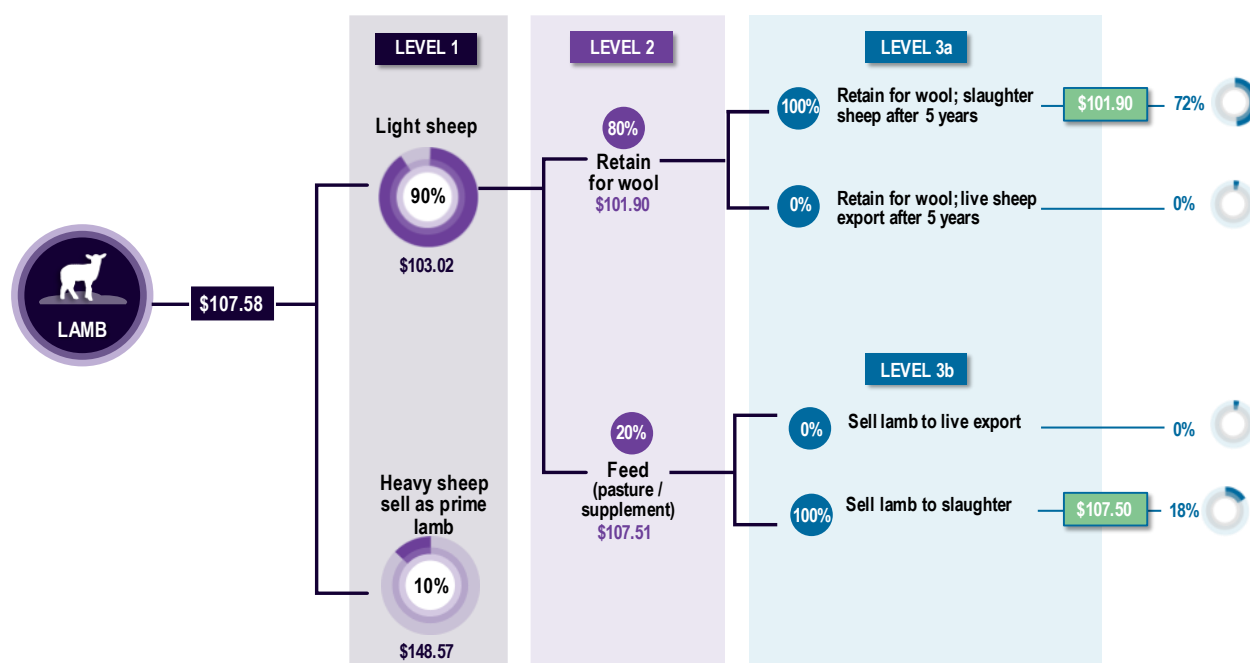 LEVEL 1
LEVEL 2
LEVEL 3a
Light sheep
90%
$103.02
80%
Retain
for wool
$101.90
100%
Retain for wool; slaughter
sheep after 5 years
$101.90
72%
0%
Retain for wool; live sheep
export after 5 years
0%
LAMB
$107.58
LEVEL 3b
20%
Feed
(pasture /
supplement)
$107.51
0%
Sell lamb to live export
0%
100%
Sell lamb to slaughter
$107.50
18%
Heavy sheep
sell as prime
lamb
10%
$148.57